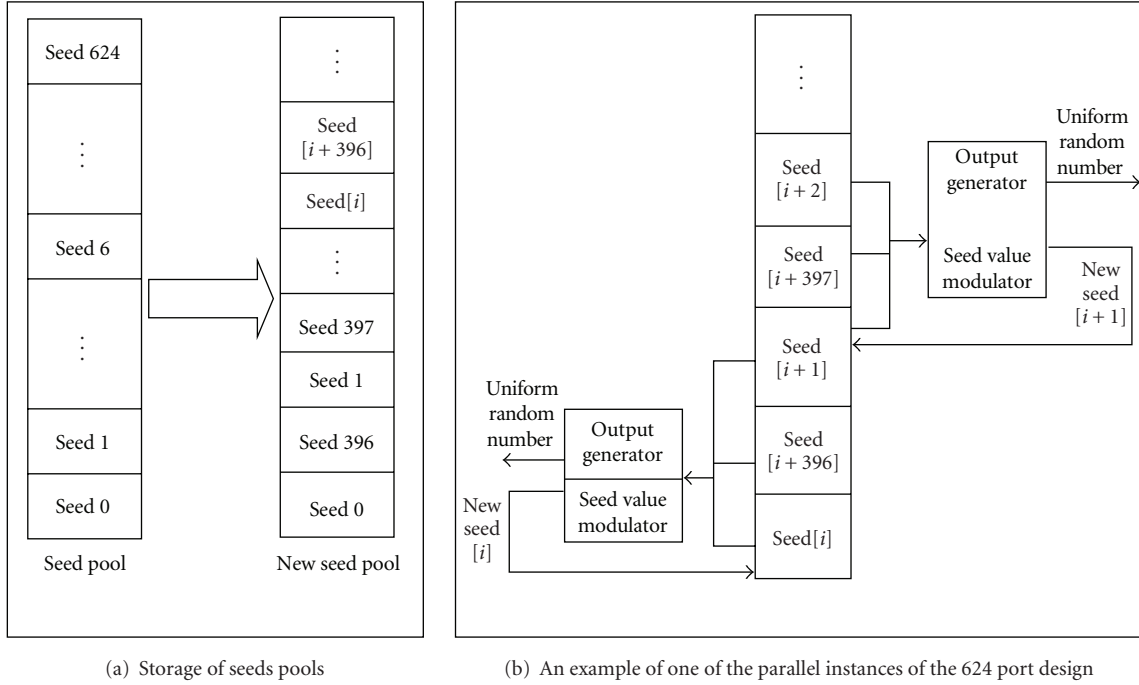 Seed 624
⋮
Seed 6
⋮
Seed 1
Seed 0
Seed pool
⋮
Seed
[i + 396]
Seed[i]
⋮
Seed 397
Seed 1
Seed 396
Seed 0
New seed pool
(a) Storage of seeds pools
⋮
Seed
[i + 2]
Seed
[i + 397]
Seed
[i + 1]
Seed
[i + 396]
Seed[i]
Output
generator
Seed value
modulator
Uniform
random
number
New
seed
[i + 1]
Uniform
random
number
Output
generator
Seed value
modulator
New
seed
[i]
(b) An example of one of the parallel instances of the 624 port design